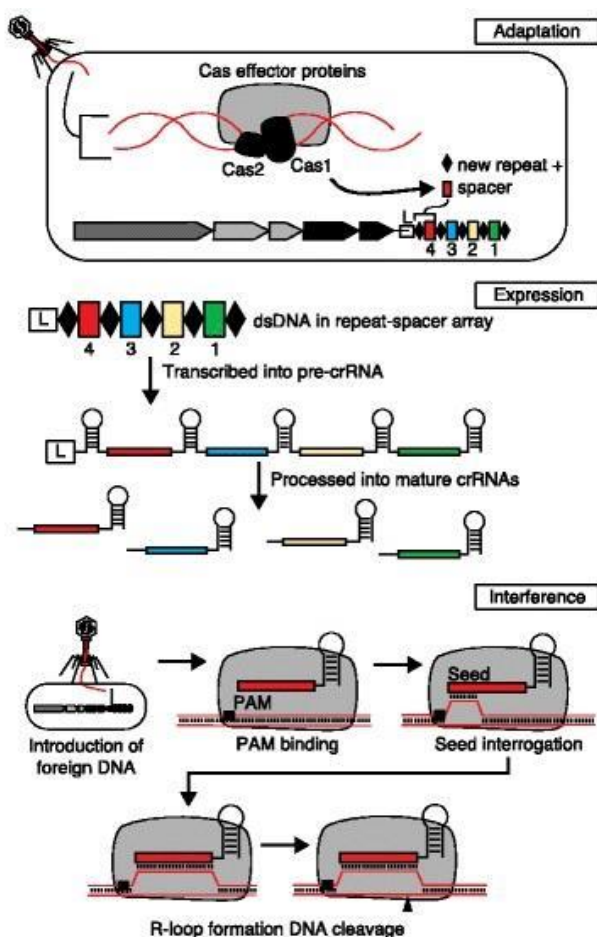 Adaptation
Cas effector proteins
Cas2
Cas1
new repeat +
spacer
L
4 3 2 1
Expression
L
dsDNA in repeat-spacer array
4 3 2 1
Transcribed into pre-crRNA
L
Processed into mature crRNAs
Interference
Seed
PAM
Introduction of
foreign DNA
PAM binding
Seed interrogation
R-loop formation DNA cleavage